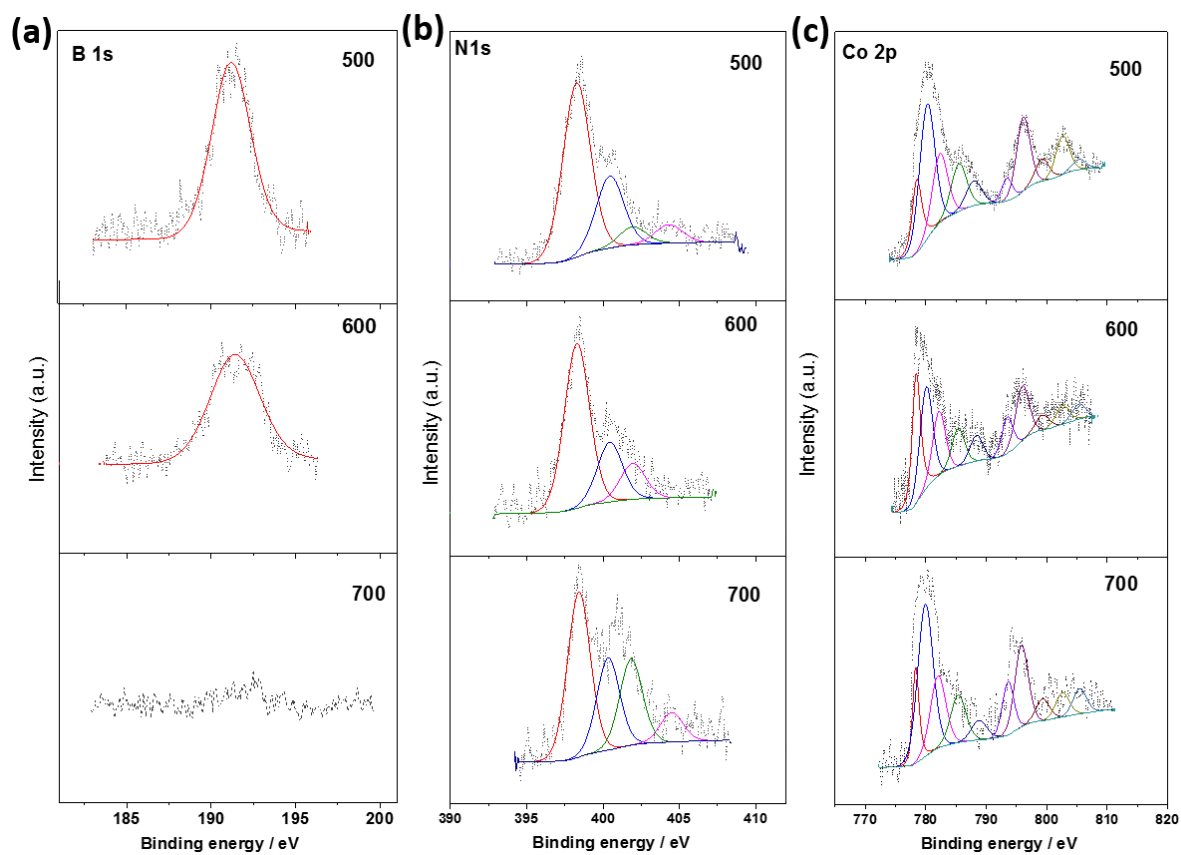 (a)
B 1s
500
600
700
Intensity (a.u.)
185
190
195
200
Binding energy / eV
(b)
N1s
500
600
700
Intensity (a.u.)
390
395
400
405
410
Binding energy / eV
(c)
Co 2p
500
600
700
Intensity (a.u.)
770
780
790
800
810
820
Binding energy / eV